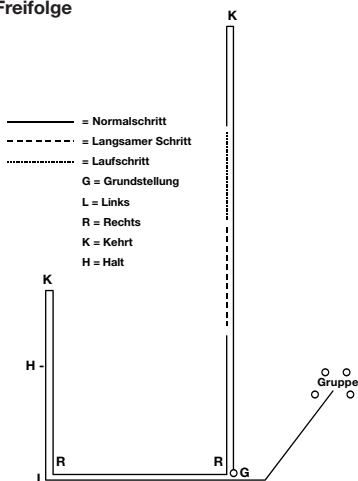 Freifolge
K
= Normalschritt
= Langsamer Schritt
= Laufschritt
G = Grundstellung
L = Links
R = Rechts
K = Kehrt
H = Halt
K
H -
Gruppe
R
R
G
L